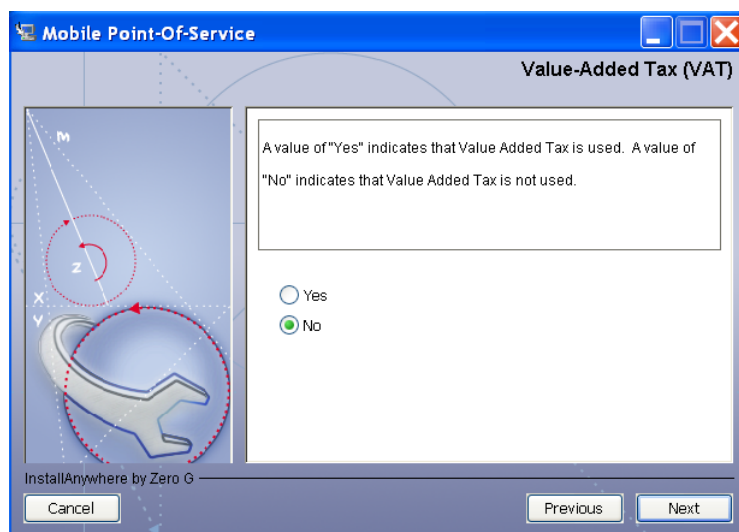 Mobile Point-Of-Service
Value-Added Tax (VAT)
M
Z
X
Y
A value of "Yes" indicates that Value Added Tax is used. A value of
"No" indicates that Value Added Tax is not used.
Yes
No
InstallAnywhere by Zero G
Cancel
Previous
Next